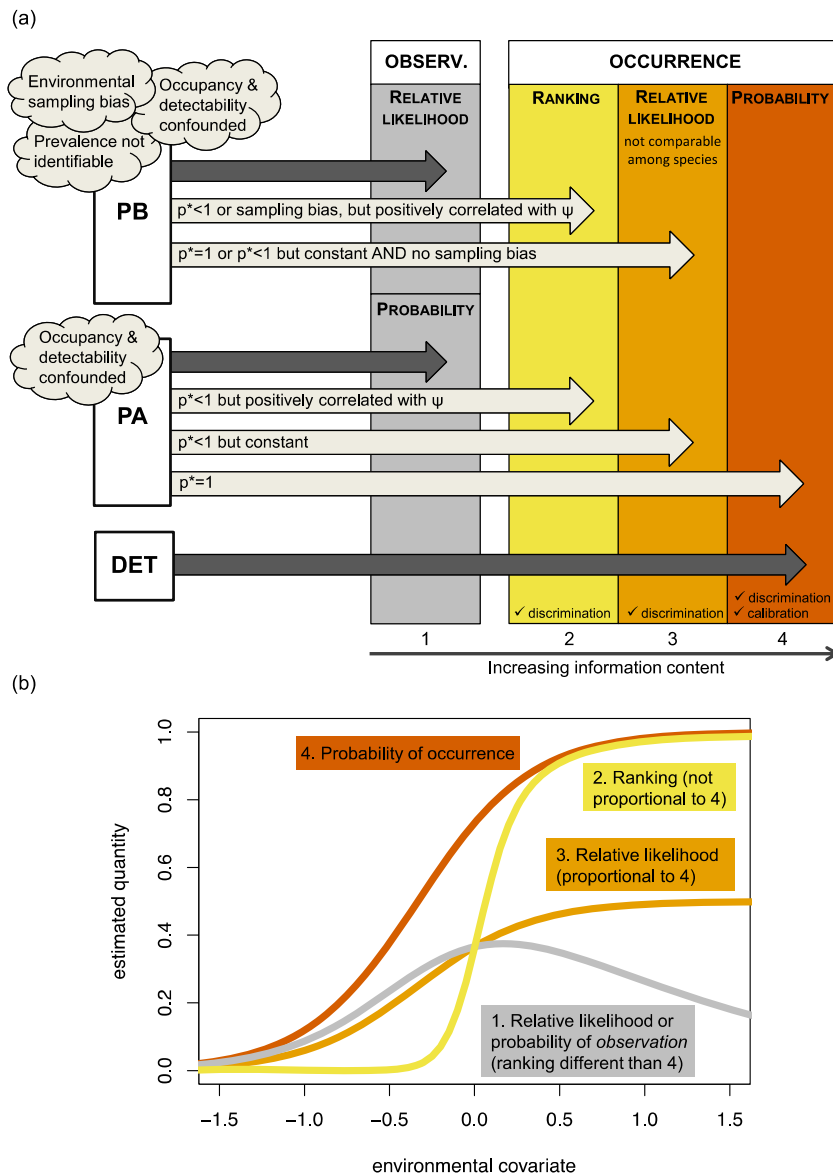 (a)
OBSERV.
OCCURRENCE
Environmental
sampling bias
Occupancy &
detectability
confounded
Prevalence not
identifiable
RELATIVE
LIKELIHOOD
RANKING
RELATIVE
LIKELIHOOD
not comparable
among species
PROBABILITY
PB
p*<1 or sampling bias, but positively correlated with ψ
p*=1 or p*<1 but constant AND no sampling bias
PROBABILITY
Occupancy &
detectability
confounded
PA
p*<1 but positively correlated with ψ
p*<1 but constant
p*=1
DET
✓ discrimination
✓ discrimination
✓ discrimination
✓ calibration
1
2
3
4
Increasing information content
(b)
estimated quantity
1.0
0.8
0.6
0.4
0.2
0.0
4. Probability of occurrence
2. Ranking (not
proportional to 4)
3. Relative likelihood
(proportional to 4)
1. Relative likelihood or
probability of observation
(ranking different than 4)
−1.5
−1.0
−0.5
0.0
0.5
1.0
1.5
environmental covariate